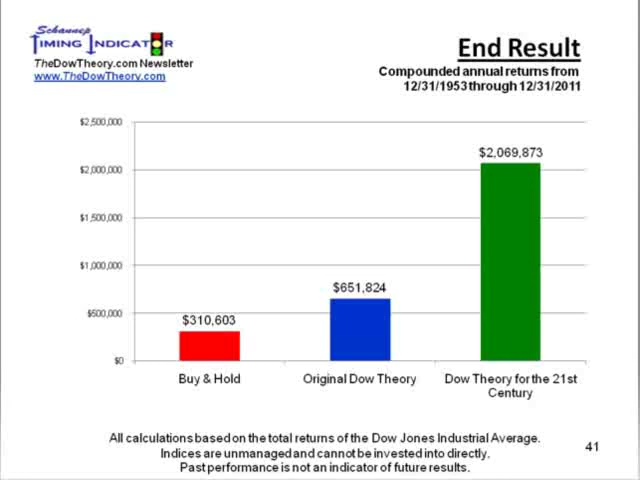 Schannep
TIMING INDICATOR
TheDowTheory.com Newsletter
www.TheDowTheory.com
End Result
Compounded annual returns from
12/31/1953 through 12/31/2011
$2,500,000
$2,000,000
$1,500,000
$1,000,000
$500,000
$0
$310,603
$651,824
$2,069,873
Buy & Hold
Original Dow Theory
Dow Theory for the 21st
Century
All calculations based on the total returns of the Dow Jones Industrial Average.
Indices are unmanaged and cannot be invested into directly.
Past performance is not an indicator of future results.
41